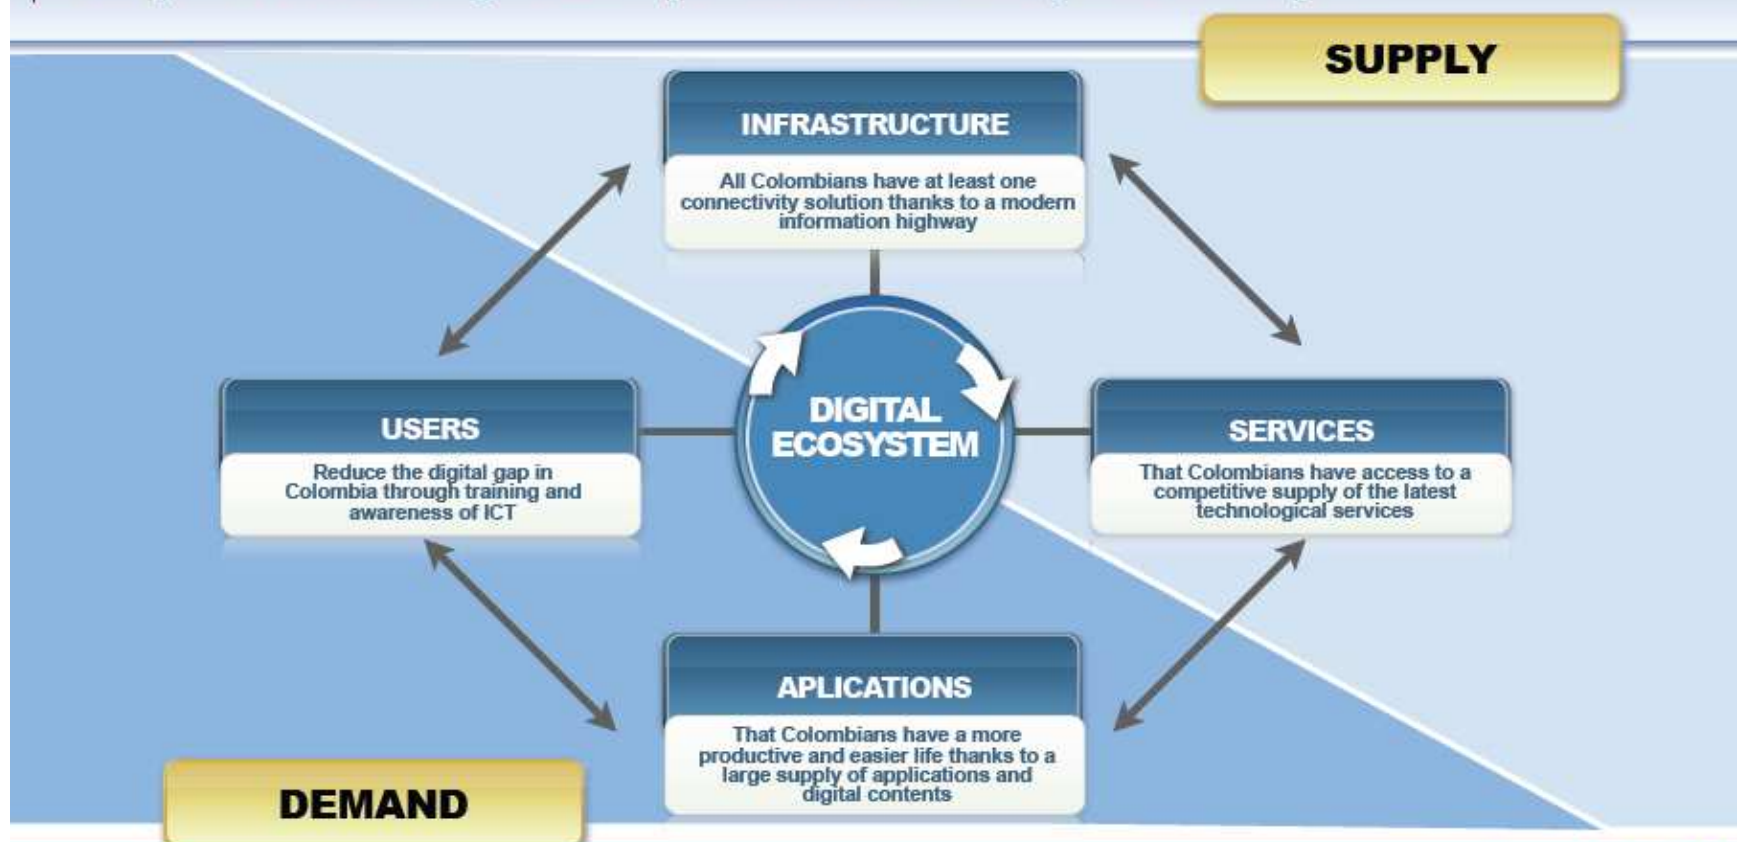 SUPPLY
INFRASTRUCTURE
All Colombians have at least one
connectivity solution thanks to a modern
information highway
DIGITAL
ECOSYSTEM
USERS
Reduce the digital gap in
Colombia through training and
awareness of ICT
SERVICES
That Colombians have access to a
competitive supply of the latest
technological services
APLICATIONS
That Colombians have a more
productive and easier life thanks to a
large supply of applications and
digital contents
DEMAND